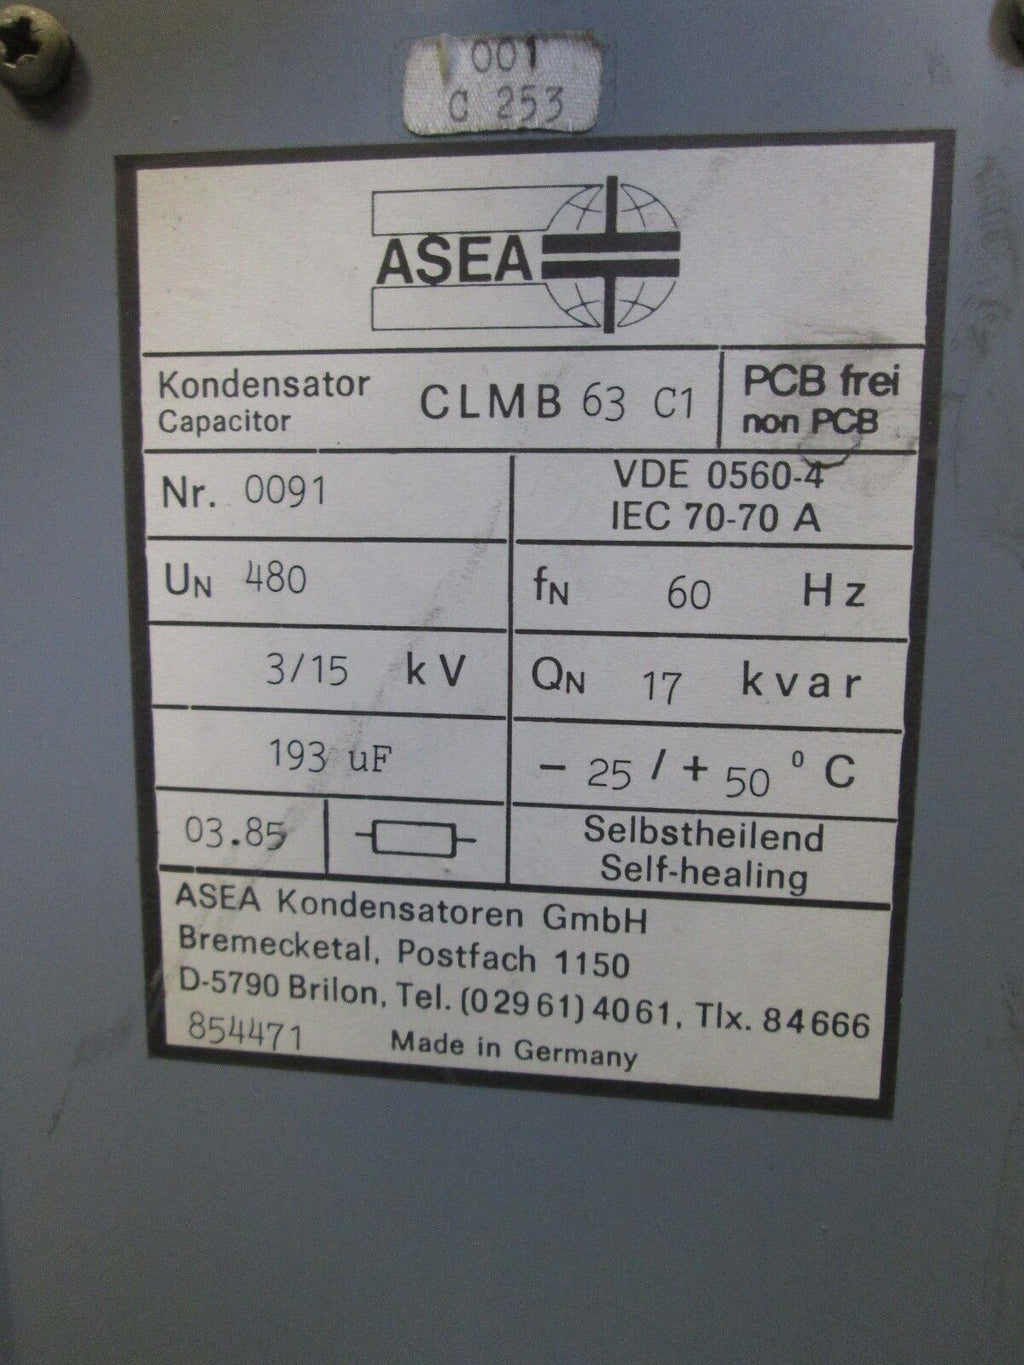 001
C 253
ASEA
Kondensator
Capacitor
CLMB 63 C1
PCB frei
non PCB
Nr. 0091
VDE 0560-4
IEC 70-70 A
UN 480
fN 60 Hz
3/15 kV
QN 17 kvar
193 uF
- 25 / + 50 °C
03.85
Selbstheilend
Self-healing
ASEA Kondensatoren GmbH
Bremecketal, Postfach 1150
D-5790 Brilon, Tel. (02961) 4061, Tlx. 84666
854471 Made in Germany